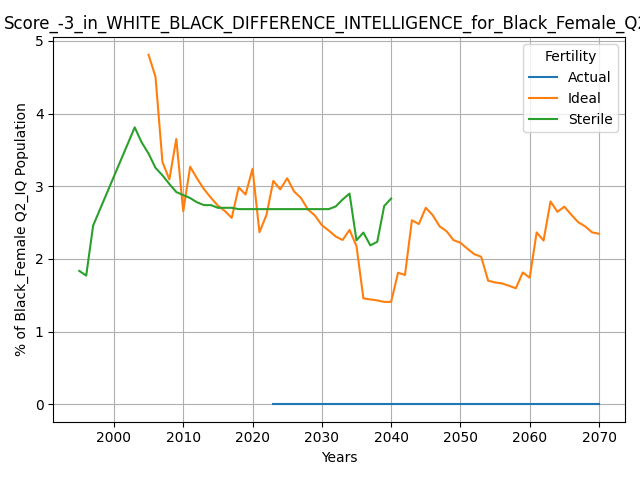 Score_-3_in_WHITE_BLACK_DIFFERENCE_INTELLIGENCE_for_Black_Female_Q2
Fertility
Actual
Ideal
Sterile
% of Black_Female Q2_IQ Population
5
4
3
2
1
0
2000 2010 2020 2030 2040 2050 2060 2070
Years